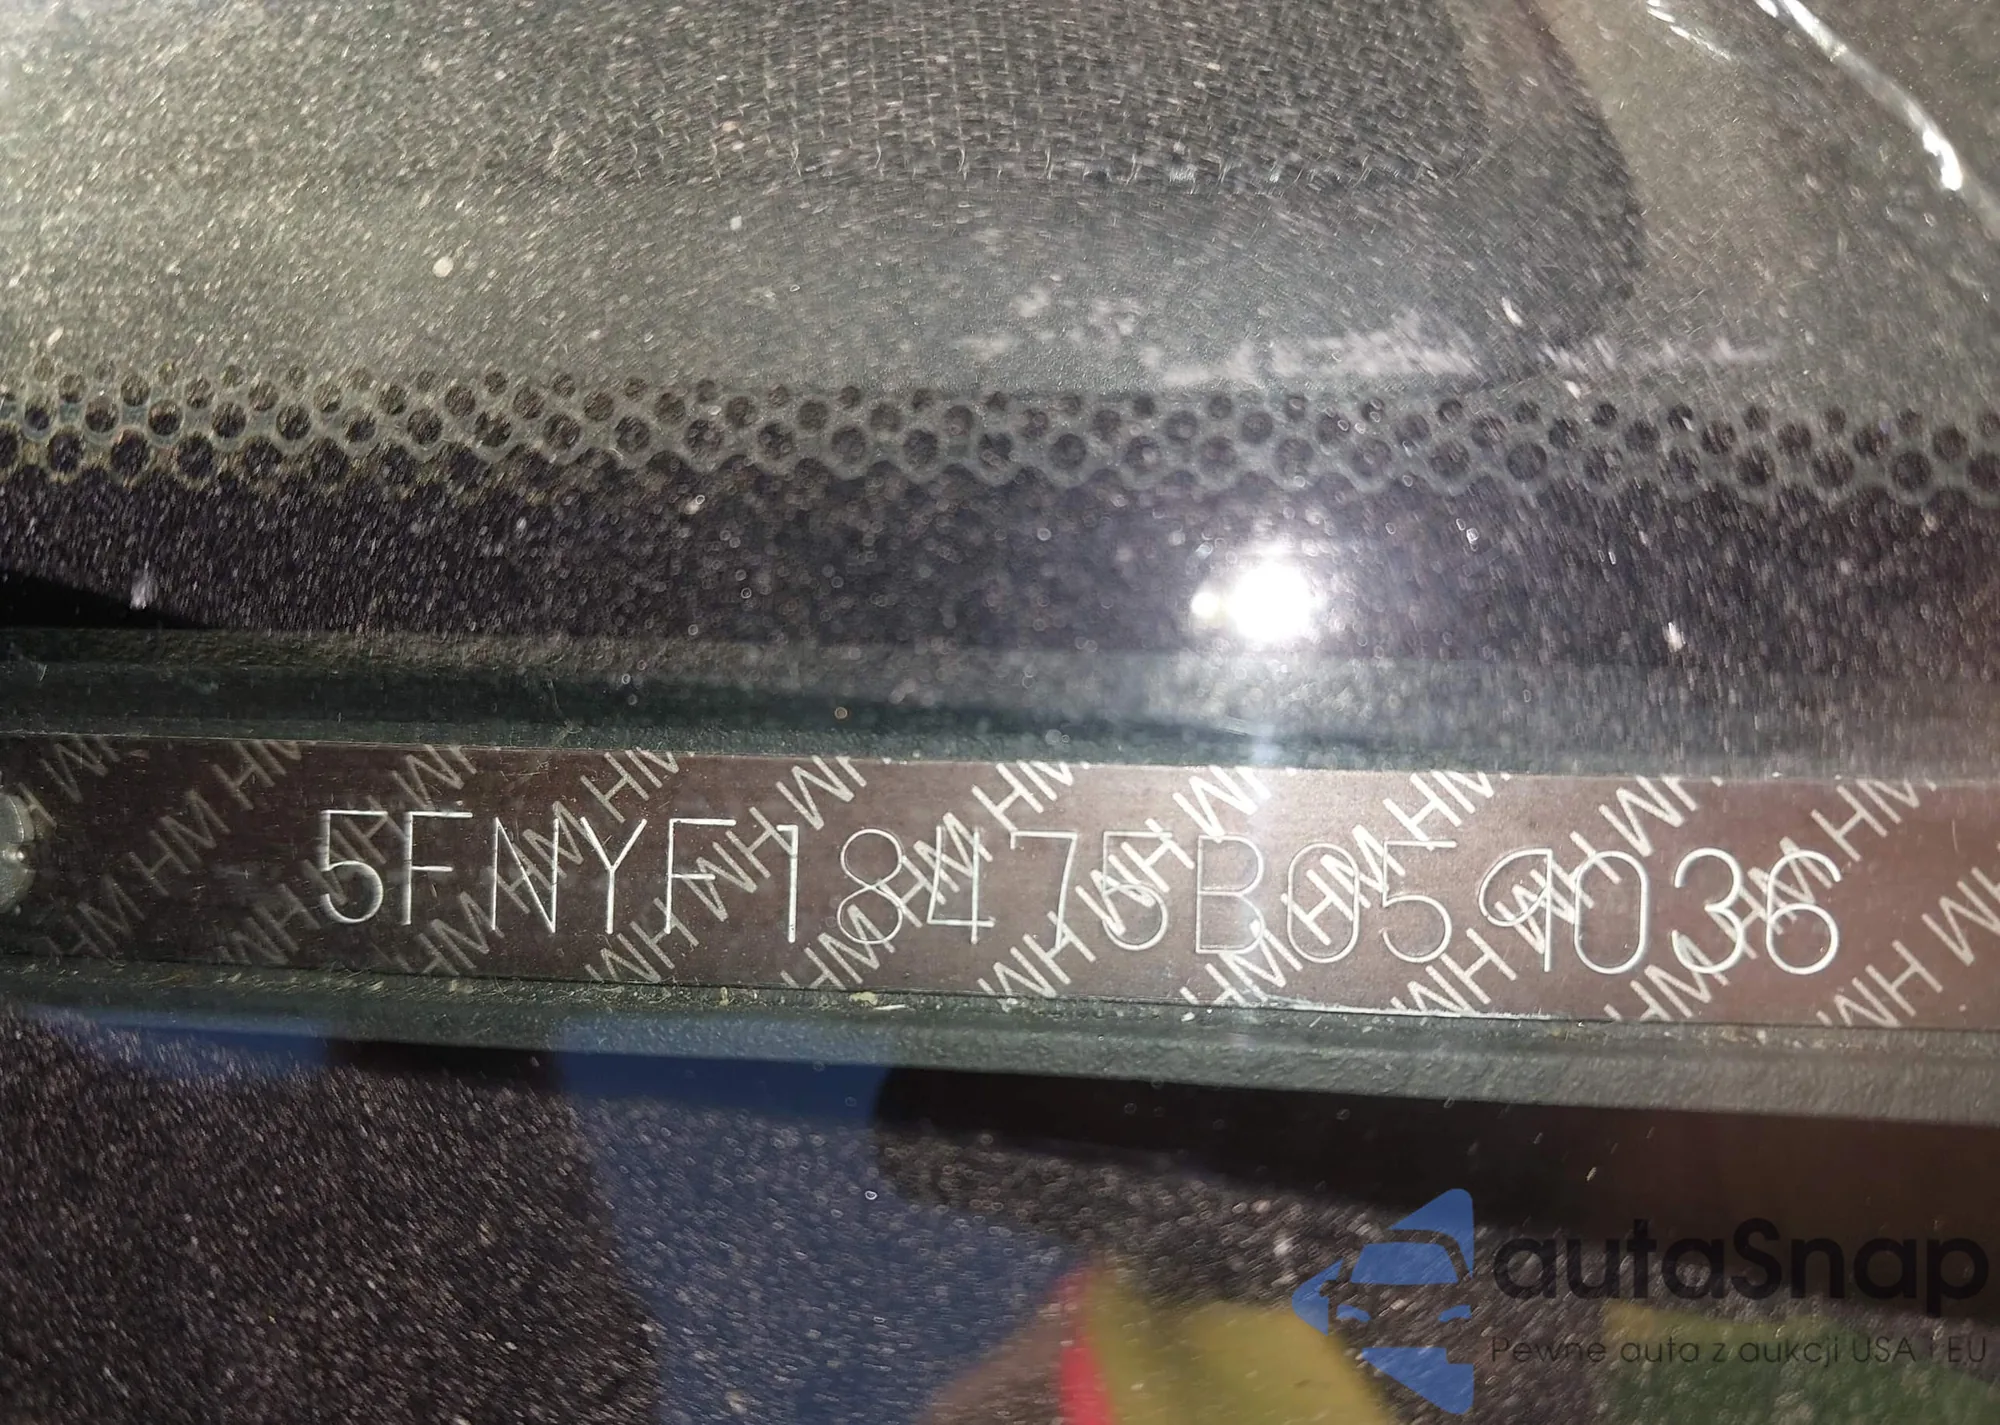 5FNYF18475B059036
autaSnap
Pewne auta z aukcji USA i EU